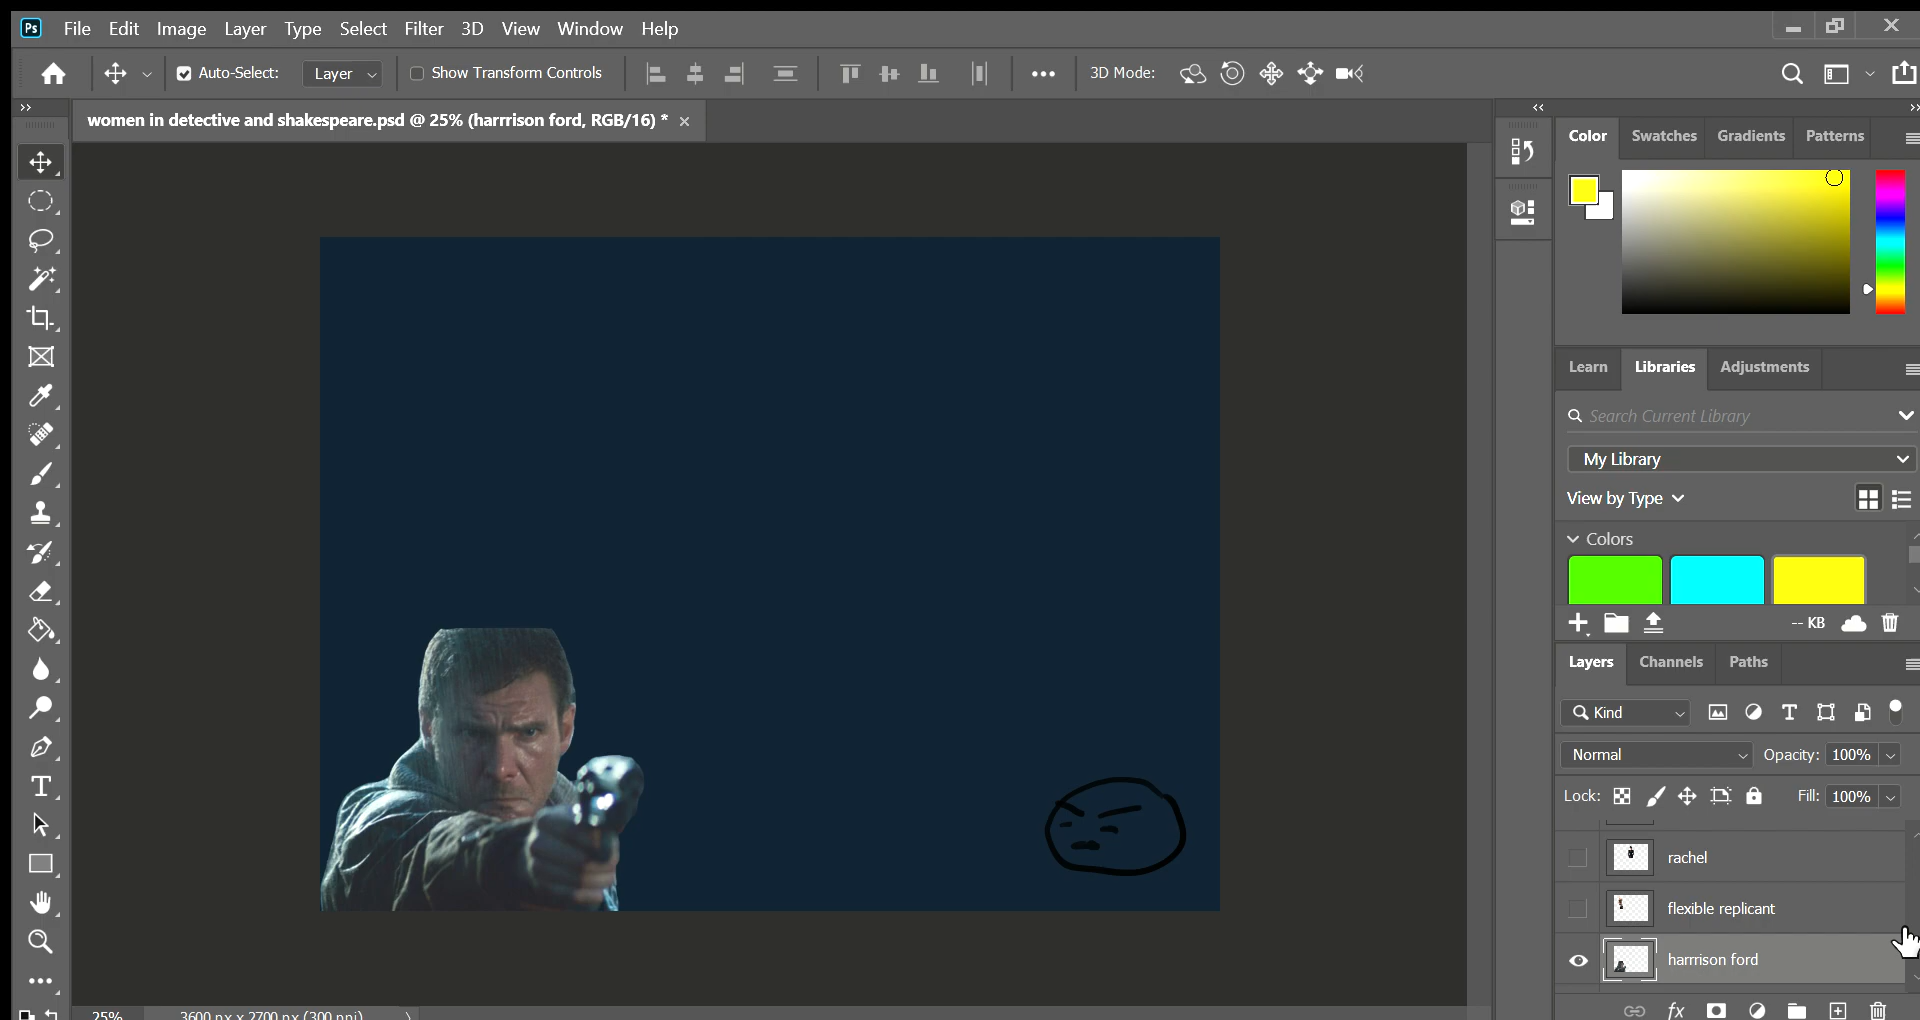 Ps File Edit Image Layer Type Select Filter 3D View Window Help
Auto-Select: Layer Show Transform Controls 3D Mode:
women in detective and shakespeare.psd @ 25% (harrrison ford, RGB/16) *
Color Swatches Gradients Patterns
Learn Libraries Adjustments
Search Current Library
My Library
View by Type
Colors
-- KB
Layers Channels Paths
Kind
Normal Opacity: 100%
Lock: Fill: 100%
rachel
flexible replicant
harrrison ford
fx
25% 3600 px x 2700 px (300 ppi)